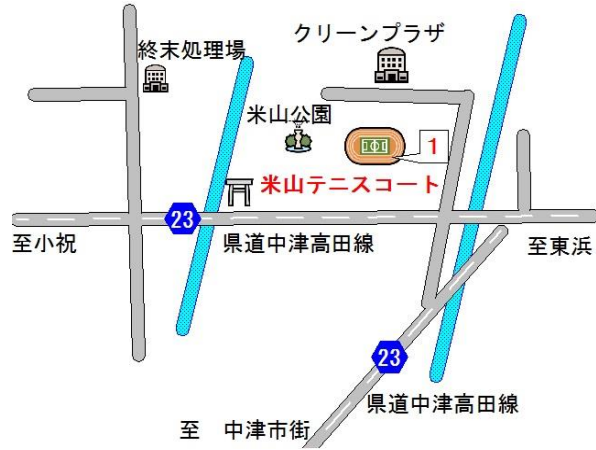 クリーンプラザ
終末処理場
米山公園
1
米山テニスコート
23
至小祝
県道中津高田線
至東浜
23
県道中津高田線
至　中津市街